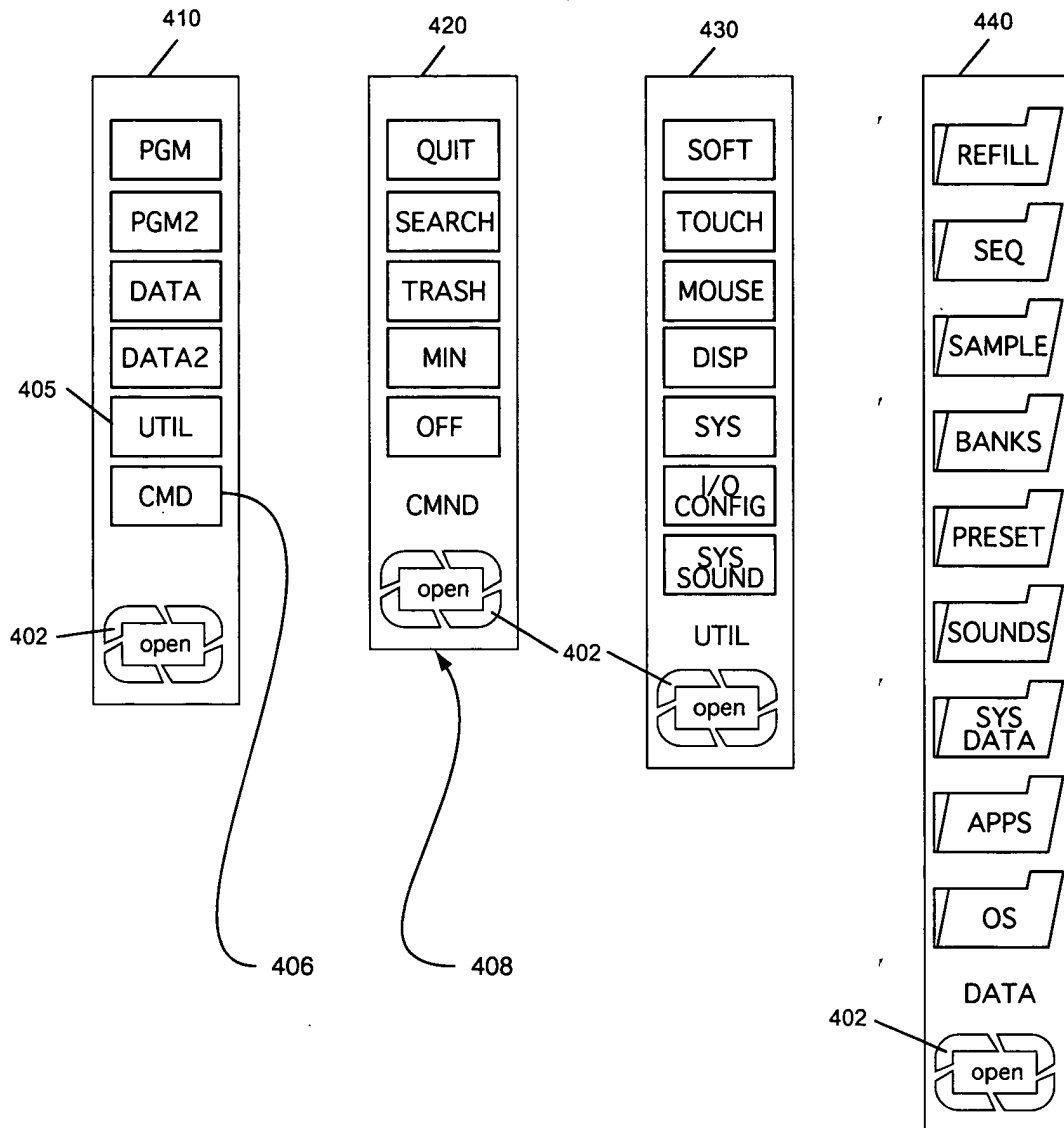 410
420
430
440
PGM
PGM2
DATA
DATA2
405
UTIL
CMD
402
open
406
QUIT
SEARCH
TRASH
MIN
OFF
CMND
open
402
408
SOFT
TOUCH
MOUSE
DISP
SYS
I/O
CONFIG
SYS
SOUND
UTIL
open
REFILL
SEQ
SAMPLE
BANKS
PRESET
SOUNDS
SYS
DATA
APPS
OS
DATA
402
open